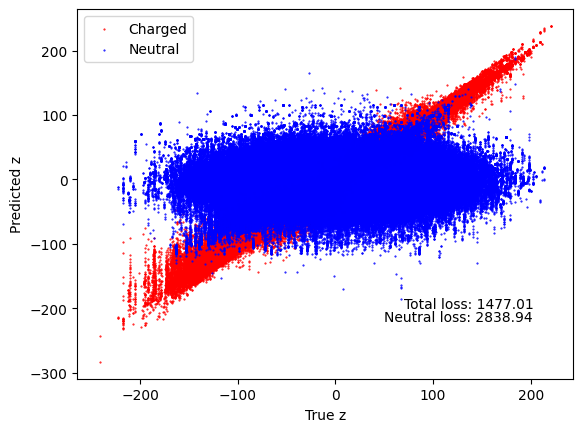 Charged
Neutral
200
100
0
−100
−200
−300
Predicted z
Total loss: 1477.01
Neutral loss: 2838.94
−200 −100 0 100 200
True z